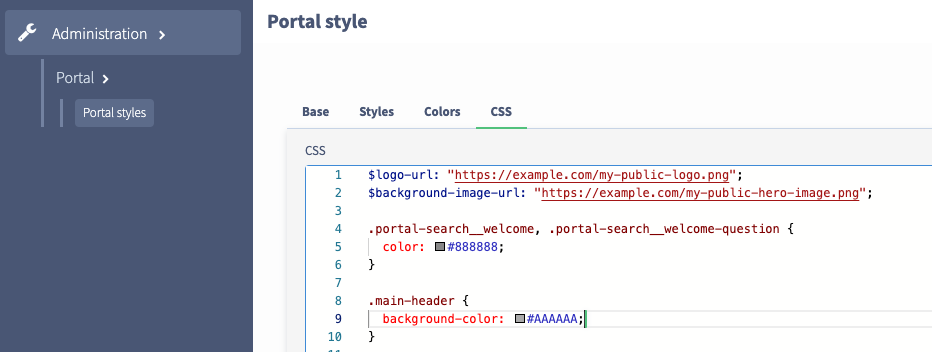 Administration
Portal
Portal styles
Portal style
Base Styles Colors CSS
CSS
1 $logo-url: "https://example.com/my-public-logo.png";
2 $background-image-url: "https://example.com/my-public-hero-image.png";
3
4 .portal-search__welcome, .portal-search__welcome-question {
5 color: #888888;
6 }
7
8 .main-header {
9 background-color: #AAAAAA;
10 }